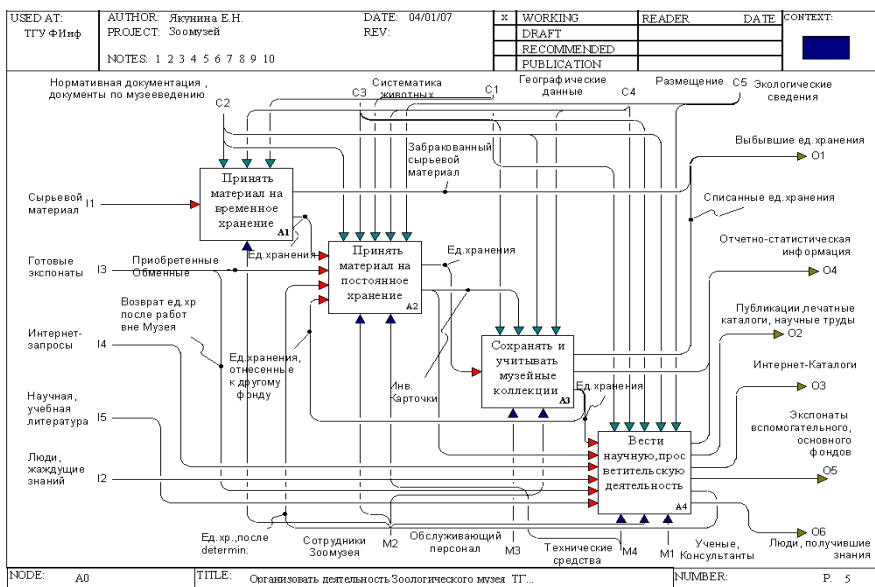 USED AT:
ТГУ ФИнф
AUTHOR: Якунина Е.Н.
PROJECT: Зоомузей
NOTES: 1 2 3 4 5 6 7 8 9 10
DATE: 04/01/07
REV:
x WORKING
DRAFT
RECOMMENDED
PUBLICATION
READER DATE
CONTEXT:
Нормативная документация ,
документы по музееведению
C2
Систематика
животных
C3
C1
Географические
данные
C4
Размещение
C5
Экологические
сведения
Выбывшие ед.хранения
O1
Забракованный
сырьевой
материал
Сырьевой
материал I1
Принять
материал на
временное
хранение
A1
Списанные ед.хранения
Ед.хранения
Ед.хранения
Готовые
экспонаты
I3
Приобретенные
Обменные
Принять
материал на
постоянное
хранение
A2
Отчетно-статистическая
информация
O4
Возврат ед.хр
после работ
вне Музея
Публикации,печатные
каталоги, научные труды
O2
Интернет-
запросы
I4
Ед.хранения,
отнесенные
к другому
фонду
Сохранять и
учитывать
музейные
коллекции
A3
Интернет-Каталоги
O3
Инв.
Карточки
Ед.хранения
Научная,
учебная
литература
I5
Экспонаты
вспомогательного,
основного
фондов
O5
Вести
научную,прос
ветительскую
деятельность
A4
Люди,
жаждущие
знаний
I2
O6
Ед.хр.,после
determin.
Сотрудники
Зоомузея
M2
Обслуживающий
персонал
M3
Технические
средства
M4
M1
Ученые,
Консультанты
Люди, получившие
знания
NODE: A0
TITLE: Организовать деятельность Зоологического музея ТГ...
NUMBER:
P. 5